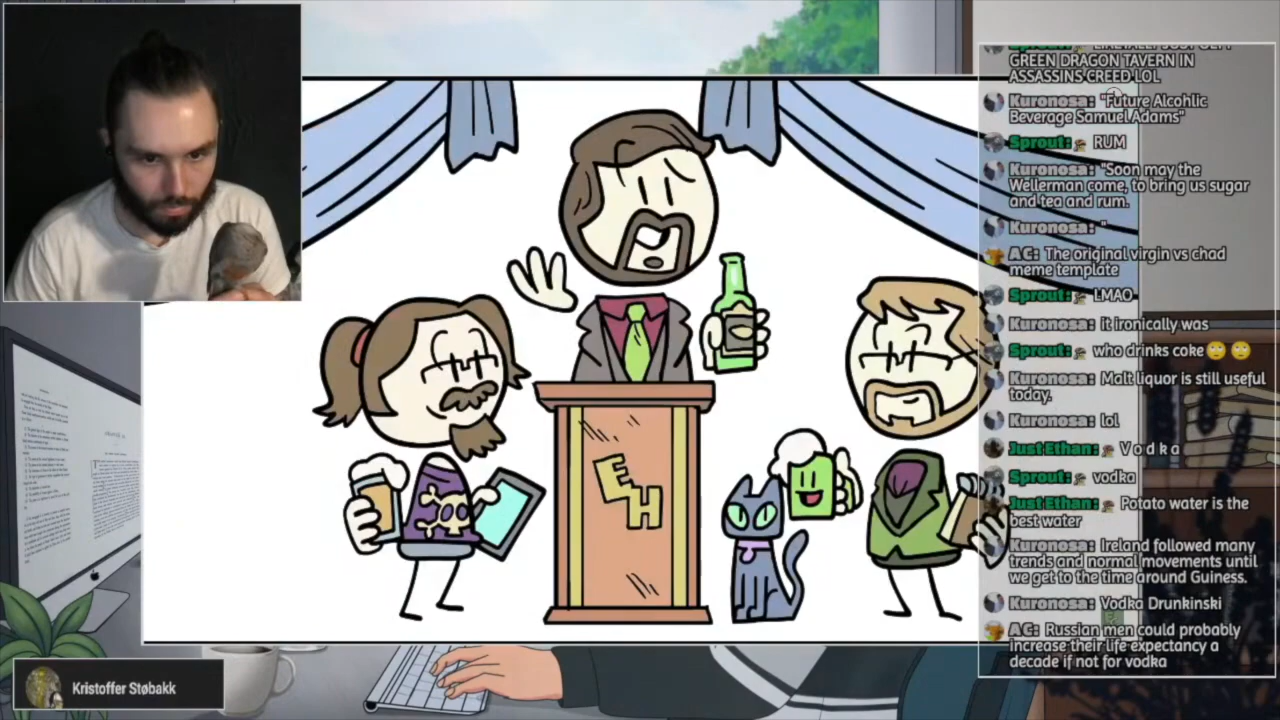 GREEN DRAGON TAVERN IN
ASSASSINS CREED LOL
Kuronosa: "Future Alcohlic
Beverage Samuel Adams"
Sprout: RUM
Kuronosa: "Soon may the
Wellerman come, to bring us sugar
and tea and rum.
Kuronosa: "
AC: The original virgin vs chad
meme template
Sprout: LMAO
Kuronosa: it ironically was
Sprout: who drinks coke🙄 🙄
Kuronosa: Malt liquor is still useful
today.
Kuronosa: lol
Just Ethan: V o d k a
Sprout: vodka
Just Ethan: Potato water is the
best water
Kuronosa: Ireland followed many
trends and normal movements until
we get to the time around Guiness.
Kuronosa: Vodka Drunkinski
AC: Russian men could probably
increase their life expectancy a
decade if not for vodka
EH
Kristoffer Støbakk